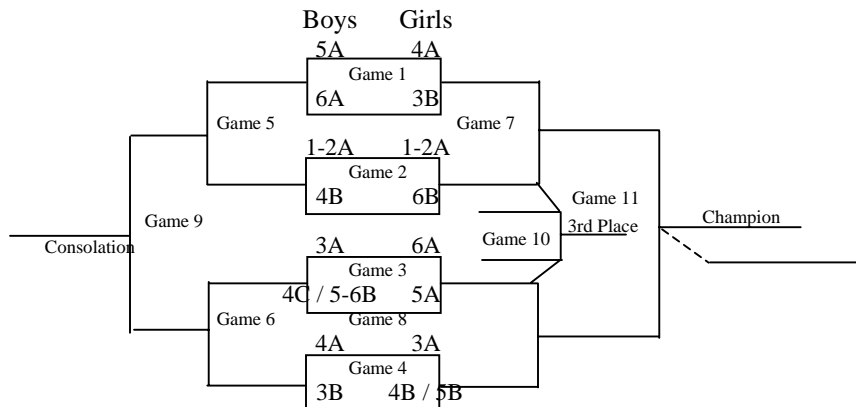 Boys Girls
5A 4A
Game 1
6A 3B
Game 5 Game 7
1-2A 1-2A
Game 2
4B 6B
Game 11
Game 9 3rd Place Champion
Consolation Game 10
3A 6A
Game 3
4C / 5-6B 5A
Game 6 Game 8
4A 3A
Game 4
3B 4B / 5B